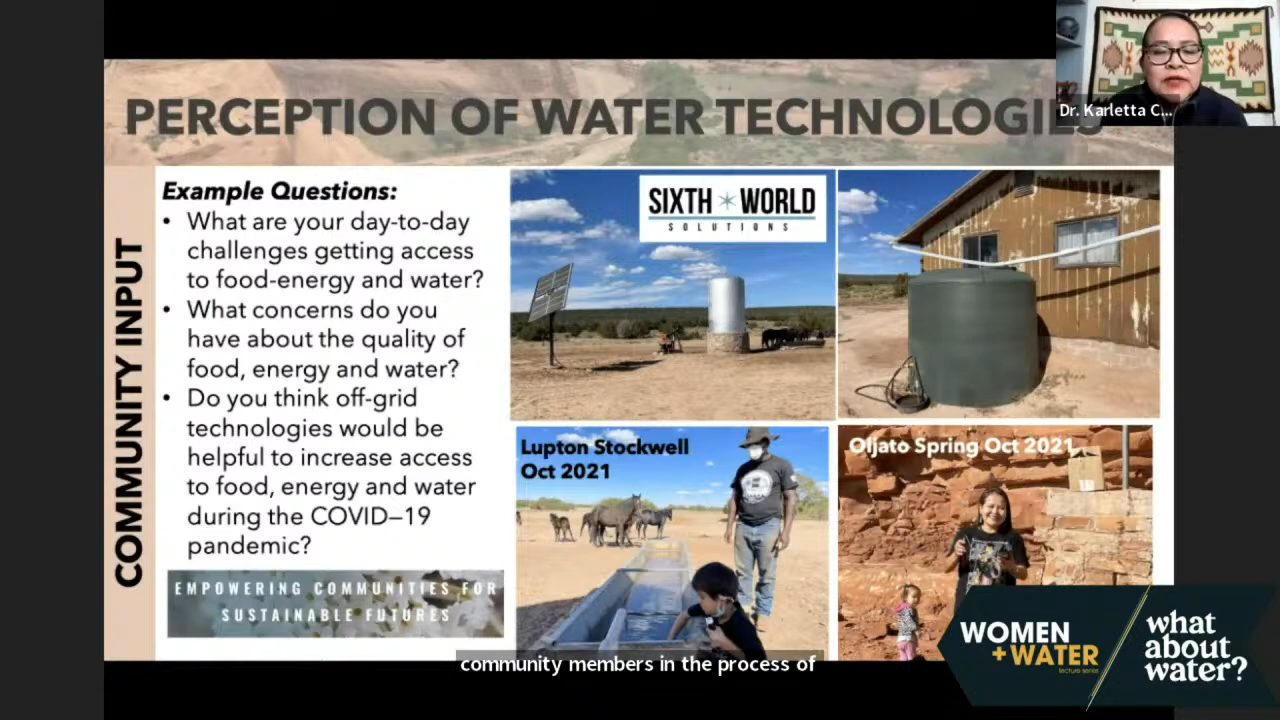 PERCEPTION OF WATER TECHNOLOGIES
Dr. Karletta C...
COMMUNITY INPUT
Example Questions:
• What are your day-to-day
challenges getting access
to food-energy and water?
• What concerns do you
have about the quality of
food, energy and water?
• Do you think off-grid
technologies would be
helpful to increase access
to food, energy and water
during the COVID–19
pandemic?
EMPOWERING COMMUNITIES FOR
SUSTAINABLE FUTURES
SIXTH WORLD
SOLUTIONS
Lupton Stockwell
Oct 2021
Oljato Spring Oct 2021
community members in the process of
WOMEN
+WATER
lecture series
what
about
water?